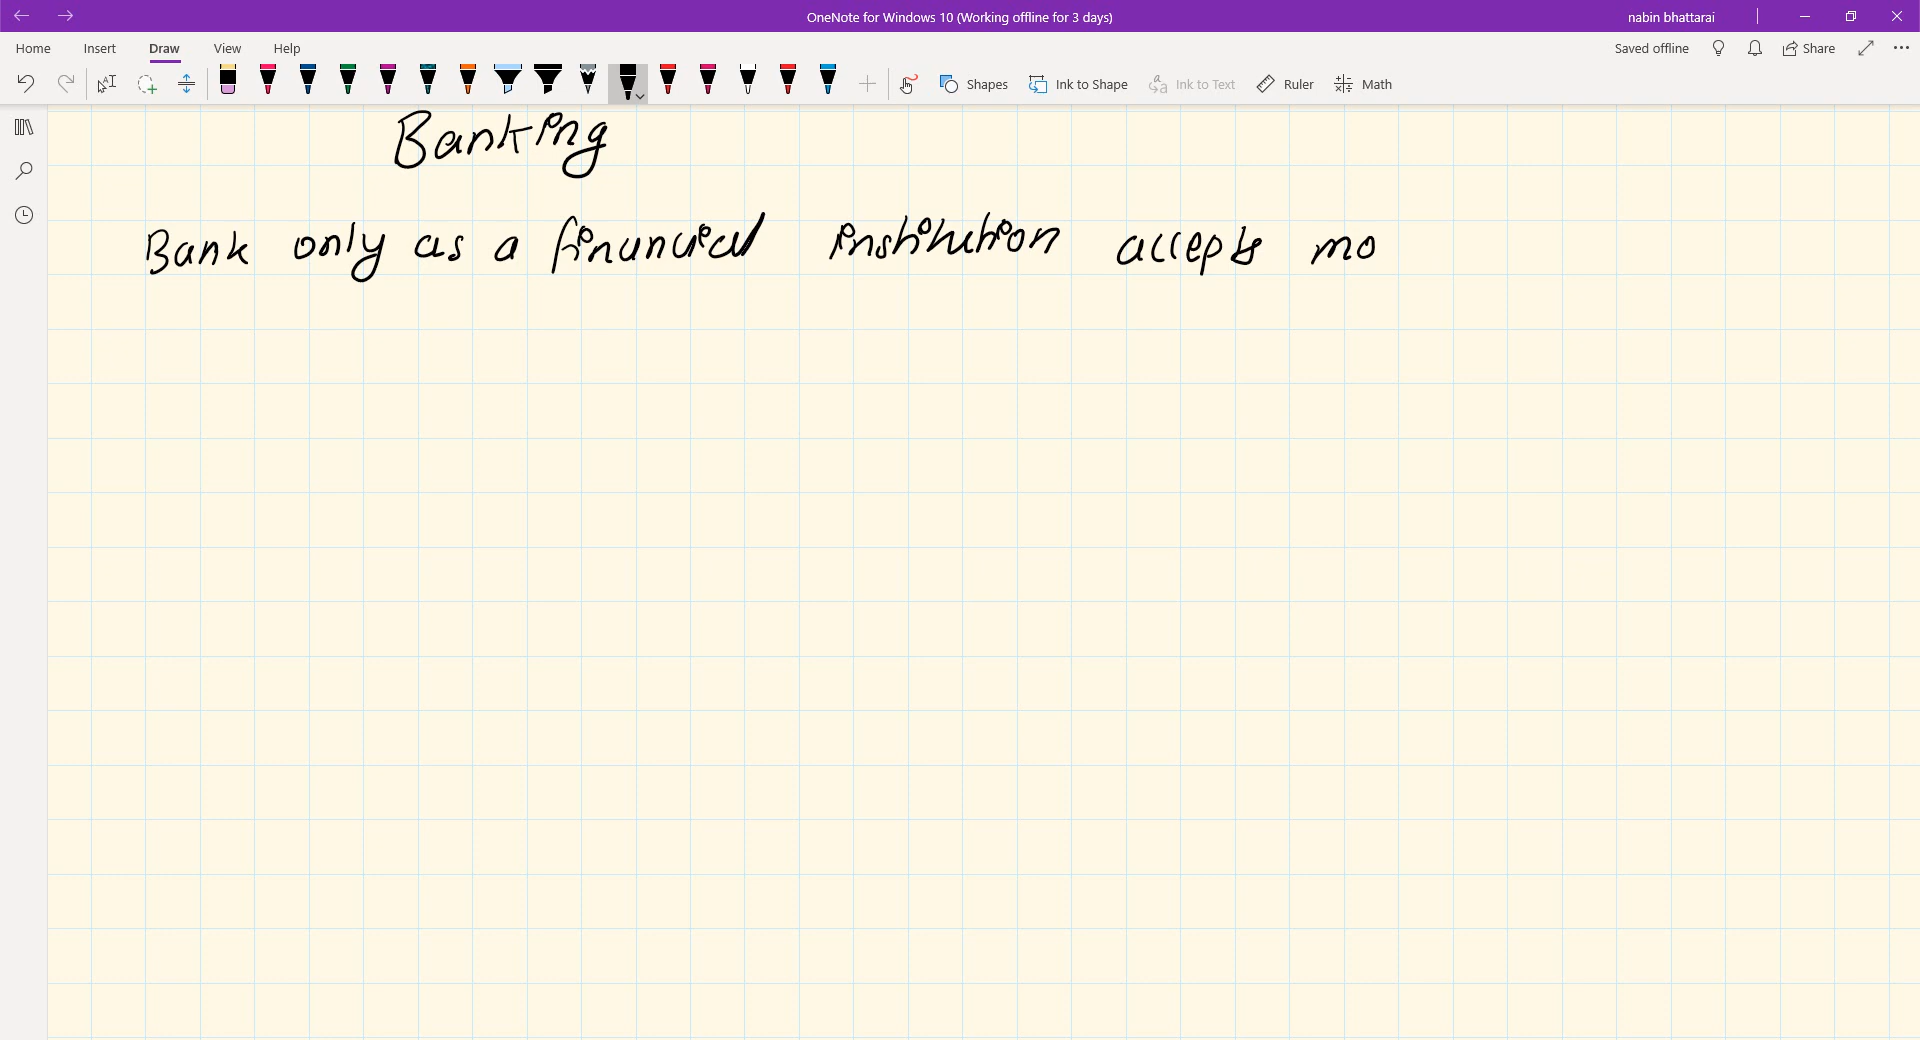 OneNote for Windows 10 (Working offline for 3 days)
nabin bhattarai
Home Insert Draw View Help
Saved offline Share
Shapes Ink to Shape Ink to Text Ruler Math
Banking
Bank only as a financial institution accepts mo